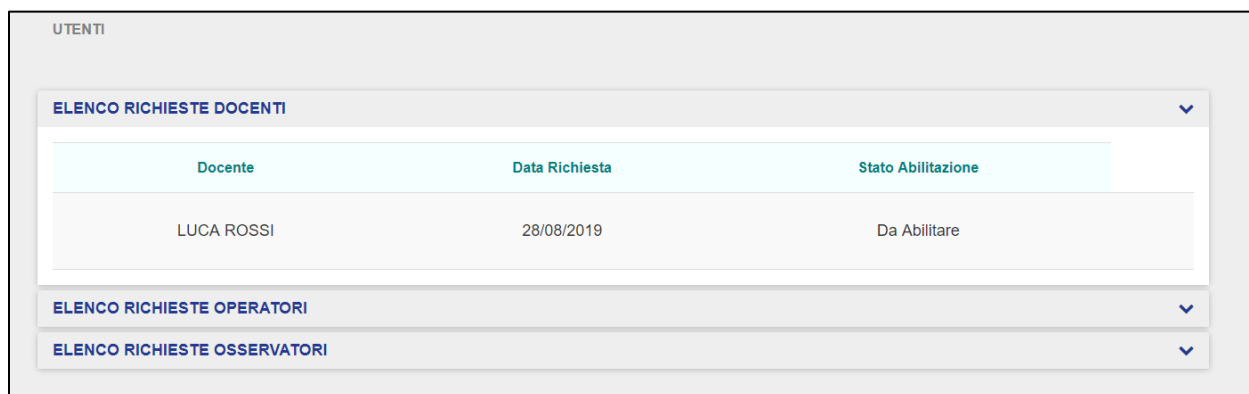 UTENTI
ELENCO RICHIESTE DOCENTI
Docente Data Richiesta Stato Abilitazione
LUCA ROSSI 28/08/2019 Da Abilitare
ELENCO RICHIESTE OPERATORI
ELENCO RICHIESTE OSSERVATORI